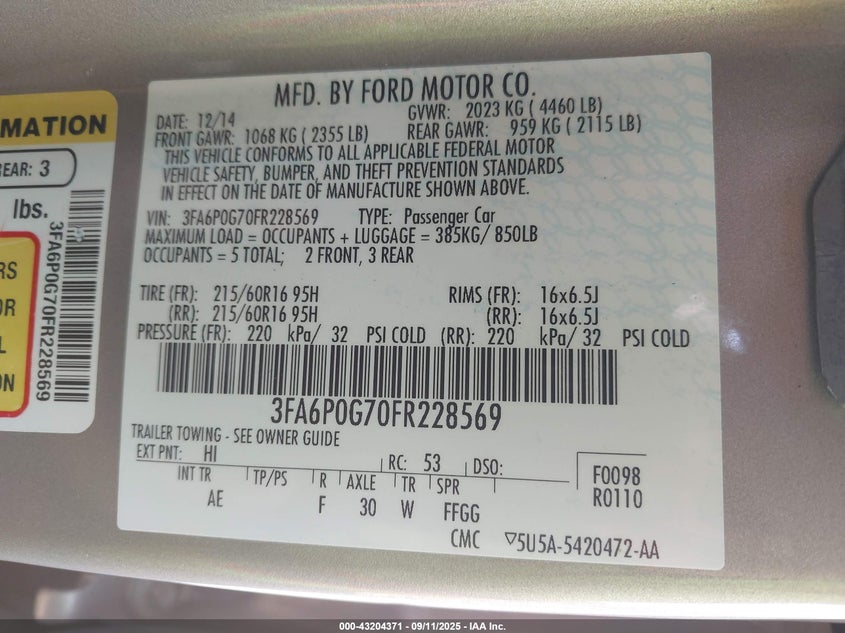 MATION
REAR: 3
lbs.
RS
OR
L
ON
3FA6P0G70FR228569
MFD. BY FORD MOTOR CO.
DATE: 12/14 GVWR: 2023 KG ( 4460 LB)
FRONT GAWR: 1068 KG ( 2355 LB) REAR GAWR: 959 KG ( 2115 LB)
THIS VEHICLE CONFORMS TO ALL APPLICABLE FEDERAL MOTOR
VEHICLE SAFETY, BUMPER, AND THEFT PREVENTION STANDARDS
IN EFFECT ON THE DATE OF MANUFACTURE SHOWN ABOVE.
VIN: 3FA6P0G70FR228569 TYPE: Passenger Car
MAXIMUM LOAD = OCCUPANTS + LUGGAGE = 385KG/ 850LB
OCCUPANTS = 5 TOTAL; 2 FRONT, 3 REAR
TIRE (FR): 215/60R16 95H RIMS (FR): 16x6.5J
(RR): 215/60R16 95H (RR): 16x6.5J
PRESSURE (FR): 220 kPa/ 32 PSI COLD (RR): 220 kPa/ 32 PSI COLD
3FA6P0G70FR228569
TRAILER TOWING - SEE OWNER GUIDE
EXT PNT: HI RC: 53 DSO:
INT TR TP/PS R AXLE TR SPR
AE F 30 W FFGG
F0098
R0110
CMC ▽5U5A-5420472-AA
000-43204371 - 09/11/2025 - IAA Inc.